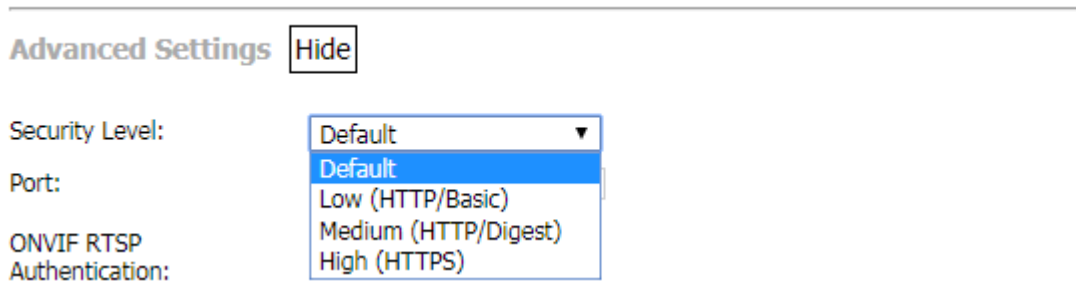 Advanced Settings Hide
Security Level: Default
Default
Port:
Low (HTTP/Basic)
Medium (HTTP/Digest)
ONVIF RTSP
High (HTTPS)
Authentication: